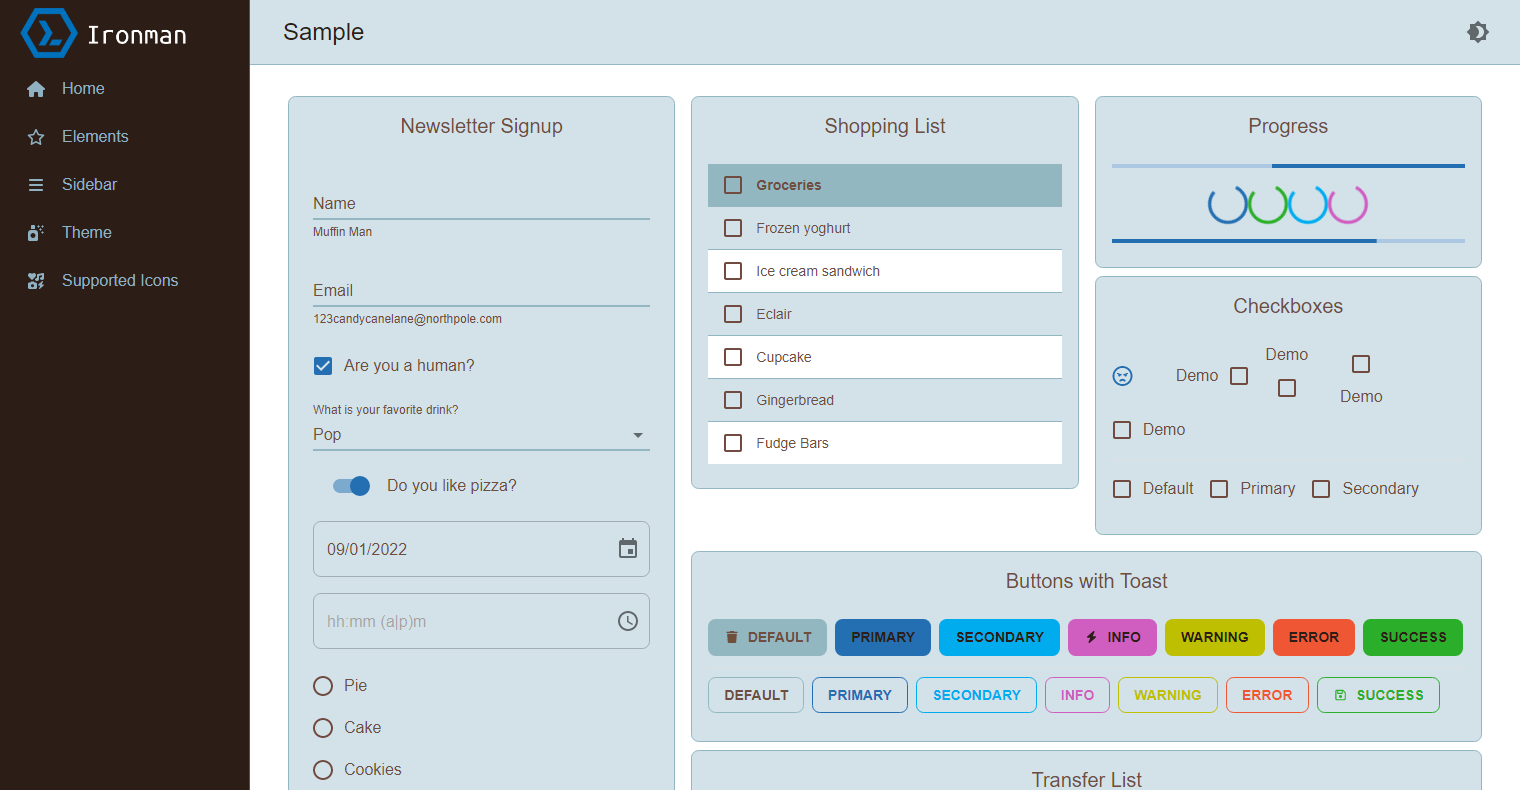 Ironman
Home
Elements
Sidebar
Theme
Supported Icons
Sample
Newsletter Signup
Name
Muffin Man
Email
123candycanelane@northpole.com
Are you a human?
What is your favorite drink?
Pop
Do you like pizza?
09/01/2022
hh:mm (a|p)m
Pie
Cake
Cookies
Shopping List
Groceries
Frozen yoghurt
Ice cream sandwich
Eclair
Cupcake
Gingerbread
Fudge Bars
Progress
Checkboxes
Demo
Demo
Demo
Demo
Default Primary Secondary
Buttons with Toast
DEFAULT PRIMARY SECONDARY INFO WARNING ERROR SUCCESS
DEFAULT PRIMARY SECONDARY INFO WARNING ERROR SUCCESS
Transfer List